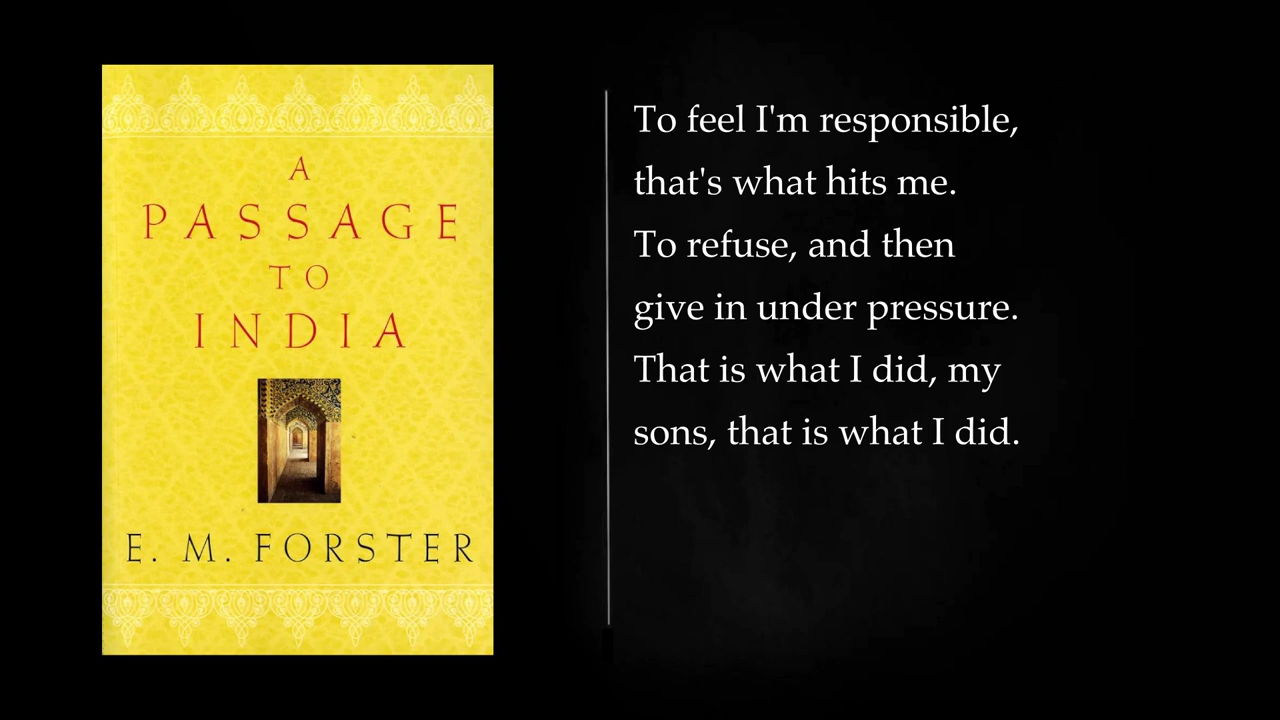 A
PASSAGE
TO
INDIA
E. M. FORSTER
To feel I'm responsible,
that's what hits me.
To refuse, and then
give in under pressure.
That is what I did, my
sons, that is what I did.